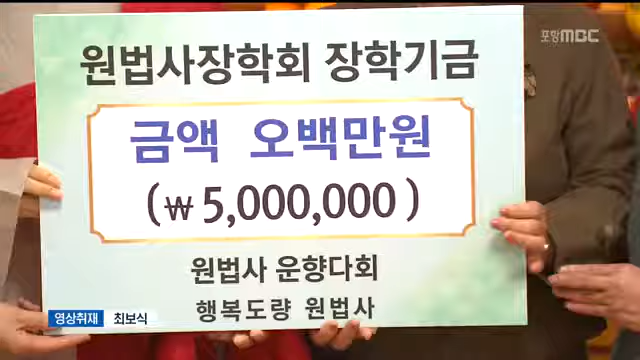 포항MBC
원법사장학회 장학기금
금액 오백만원
(₩5,000,000)
원법사 운향다회
행복도량 원법사
영상취재 최보식